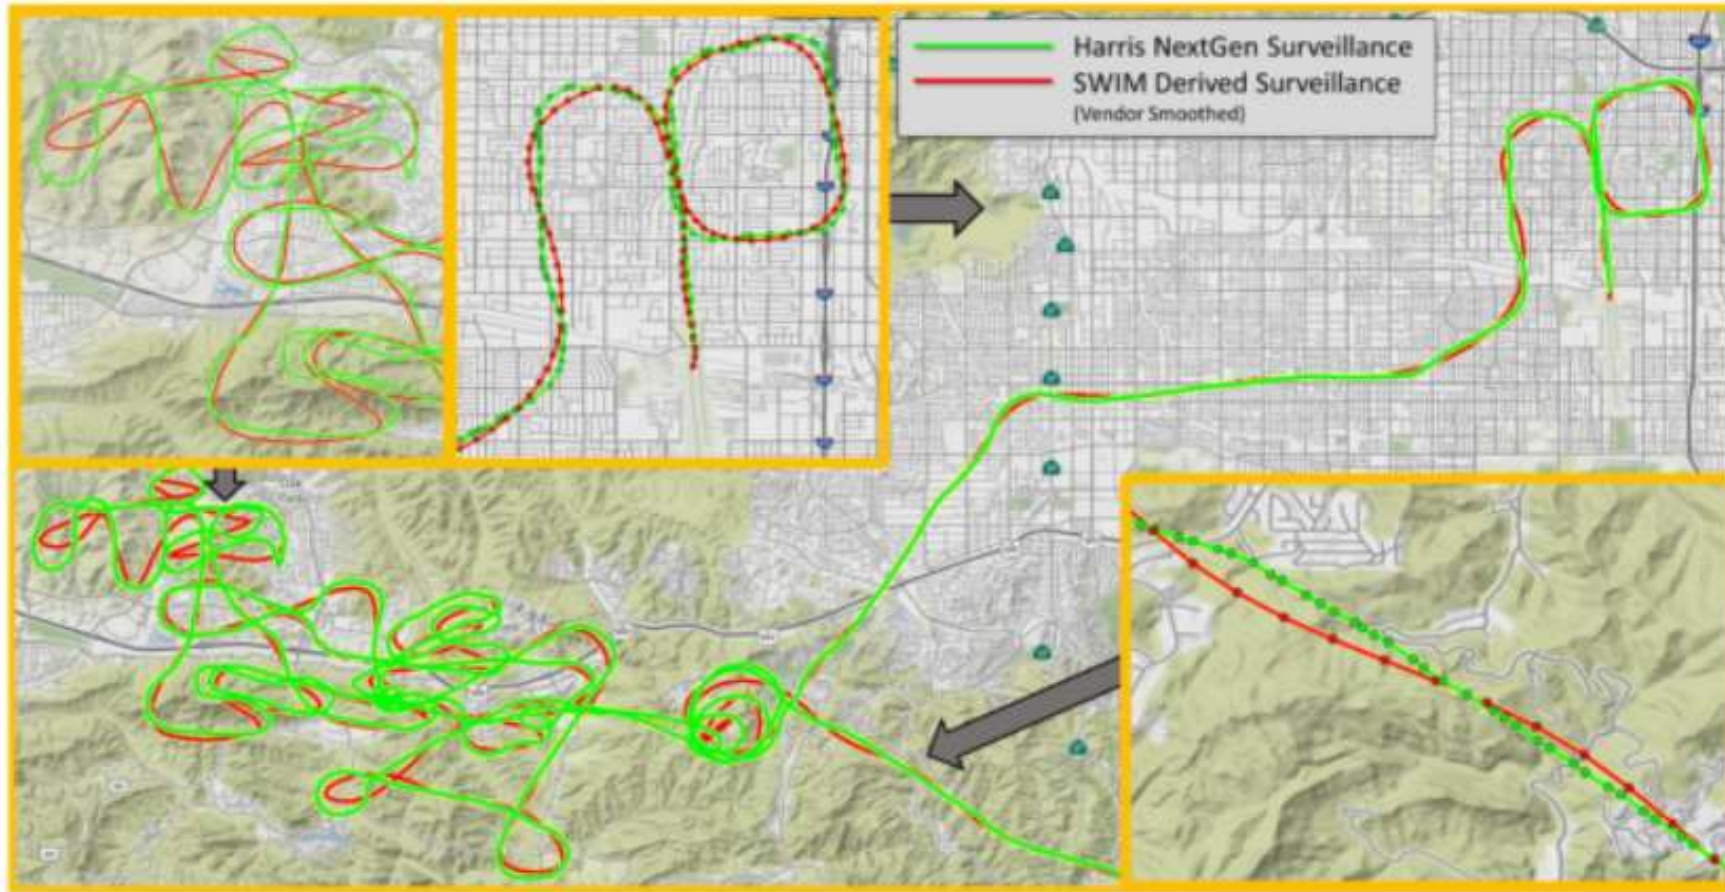 Harris NextGen Surveillance
SWIM Derived Surveillance
(Vendor Smoothed)